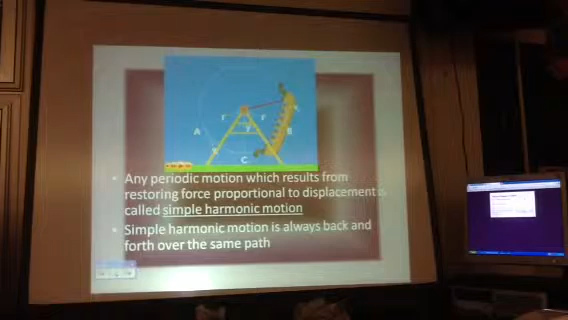 A
B
C
Any periodic motion which results from
restoring force proportional to displacement is
called simple harmonic motion
Simple harmonic motion is always back and
forth over the same path